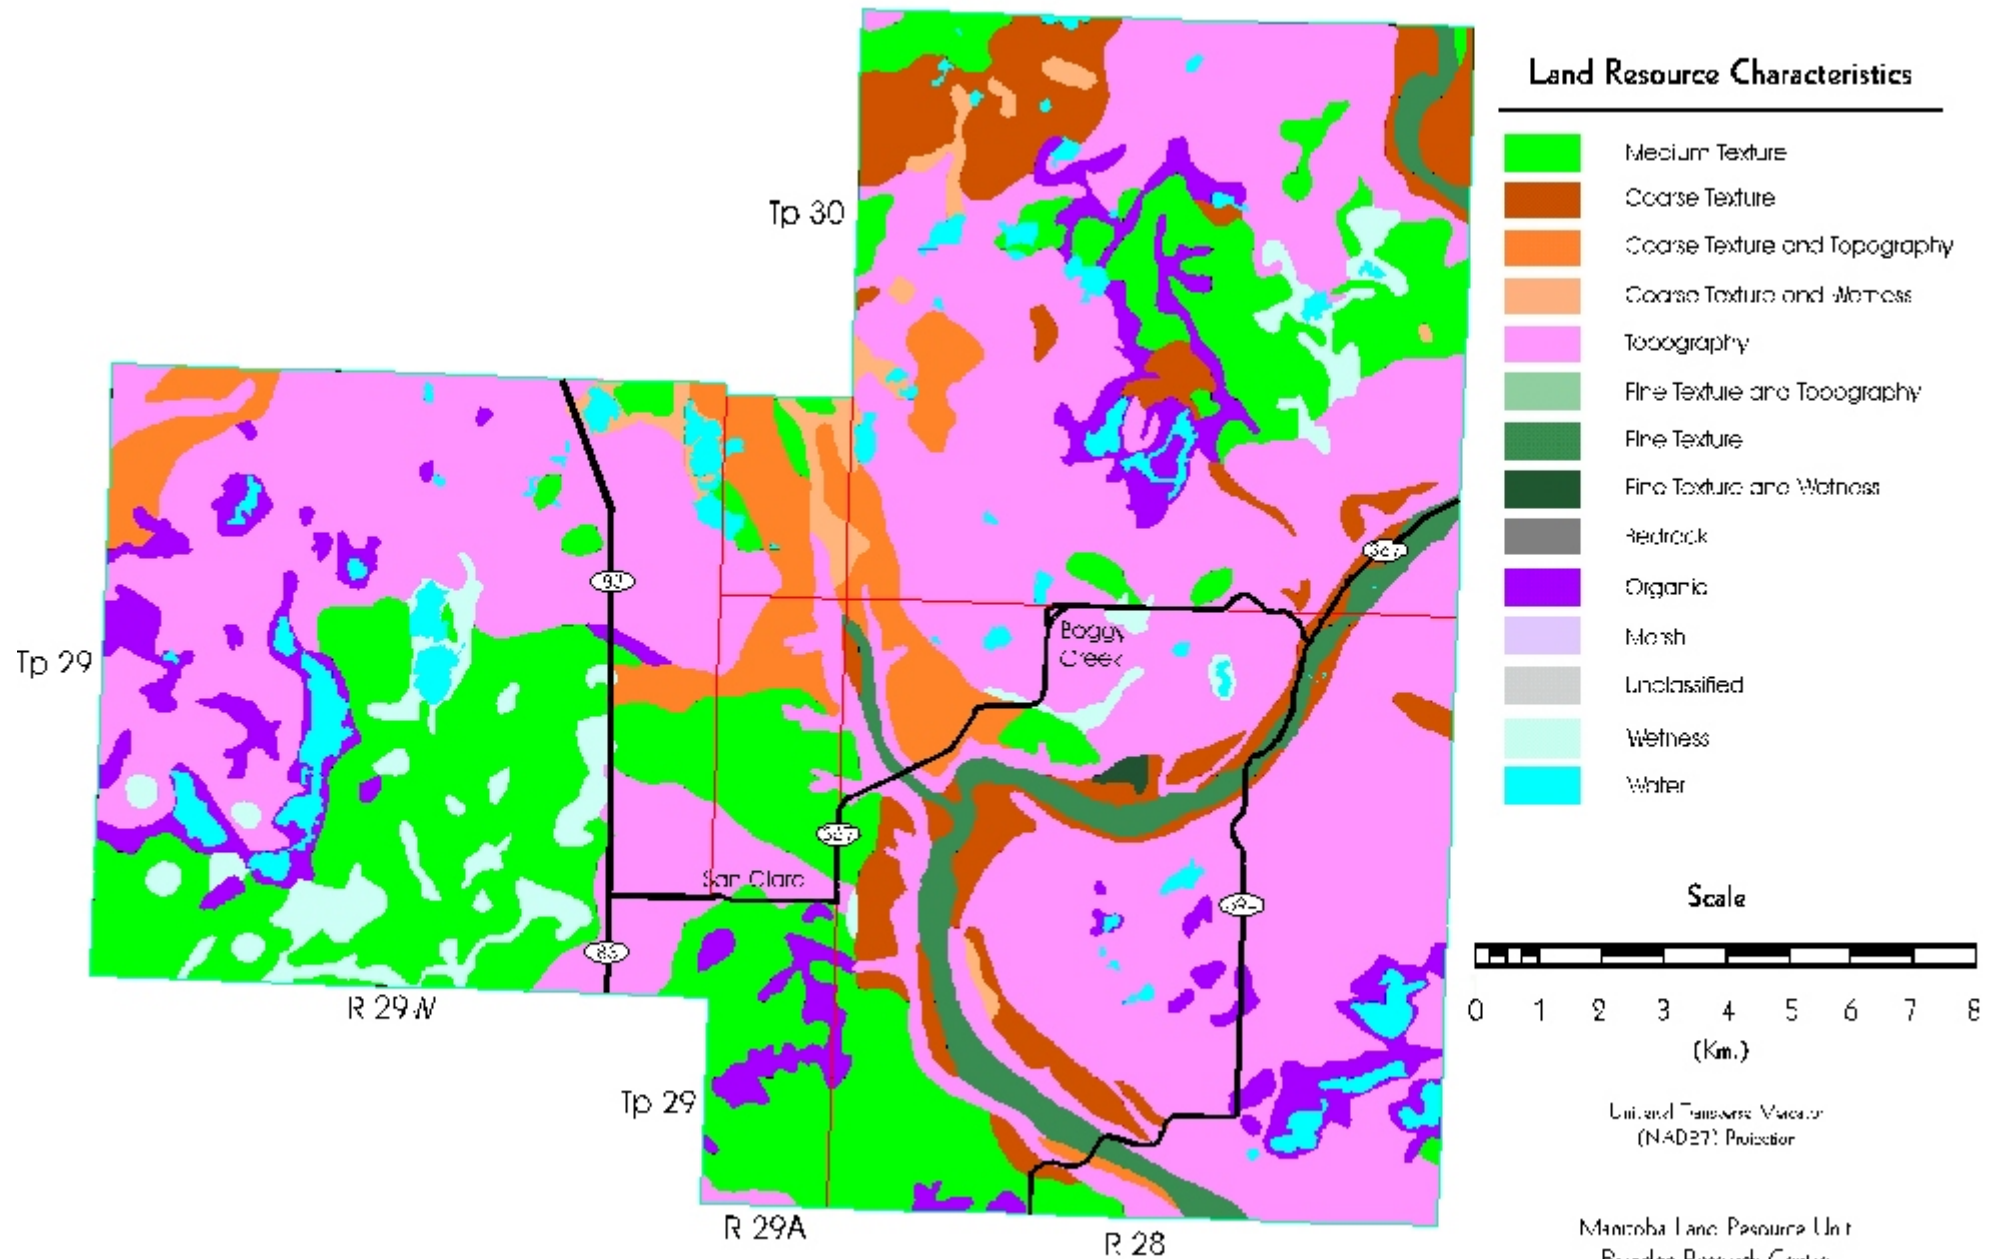 Land Resource Characteristics
Medium Texture
Coarse Texture
Coarse Texture and Topography
Coarse Texture and Wetness
Topography
Fine Texture and Topography
Fine Texture
Fine Texture and Wetness
Bedrock
Organic
Marsh
Unclassified
Wetness
Water
Tp 30
Tp 29
Boggy
Creek
San Clara
R 29W
Tp 29
R 29A
R 28
Scale
0 1 2 3 4 5 6 7 8
(Km.)
Universal Transverse Mercator
(NAD27) Projection
Manitoba Land Resource Unit
Brandon Research Centre